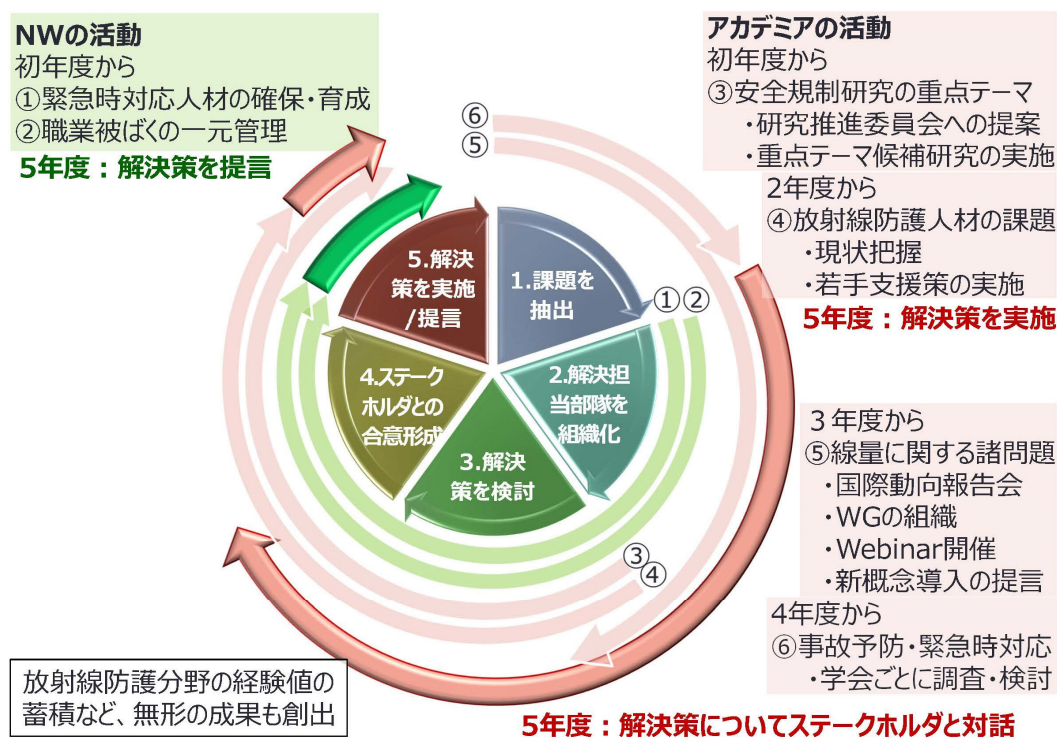 NWの活動
初年度から
①緊急時対応人材の確保・育成
②職業被ばくの一元管理
5年度：解決策を提言
アカデミアの活動
初年度から
③安全規制研究の重点テーマ
・研究推進委員会への提案
・重点テーマ候補研究の実施
2年度から
④放射線防護人材の課題
・現状把握
・若手支援策の実施
5年度：解決策を実施
⑥
⑤
5.解決
策を実施
/提言
1.課題を
抽出
①②
4.ステーク
ホルダとの
合意形成
2.解決担
当部隊を
組織化
3.解決
策を検討
③
④
３年度から
⑤線量に関する諸問題
・国際動向報告会
・WGの組織
・Webinar開催
・新概念導入の提言
4年度から
⑥事故予防・緊急時対応
・学会ごとに調査・検討
放射線防護分野の経験値の
蓄積など、無形の成果も創出
5年度：解決策についてステークホルダと対話